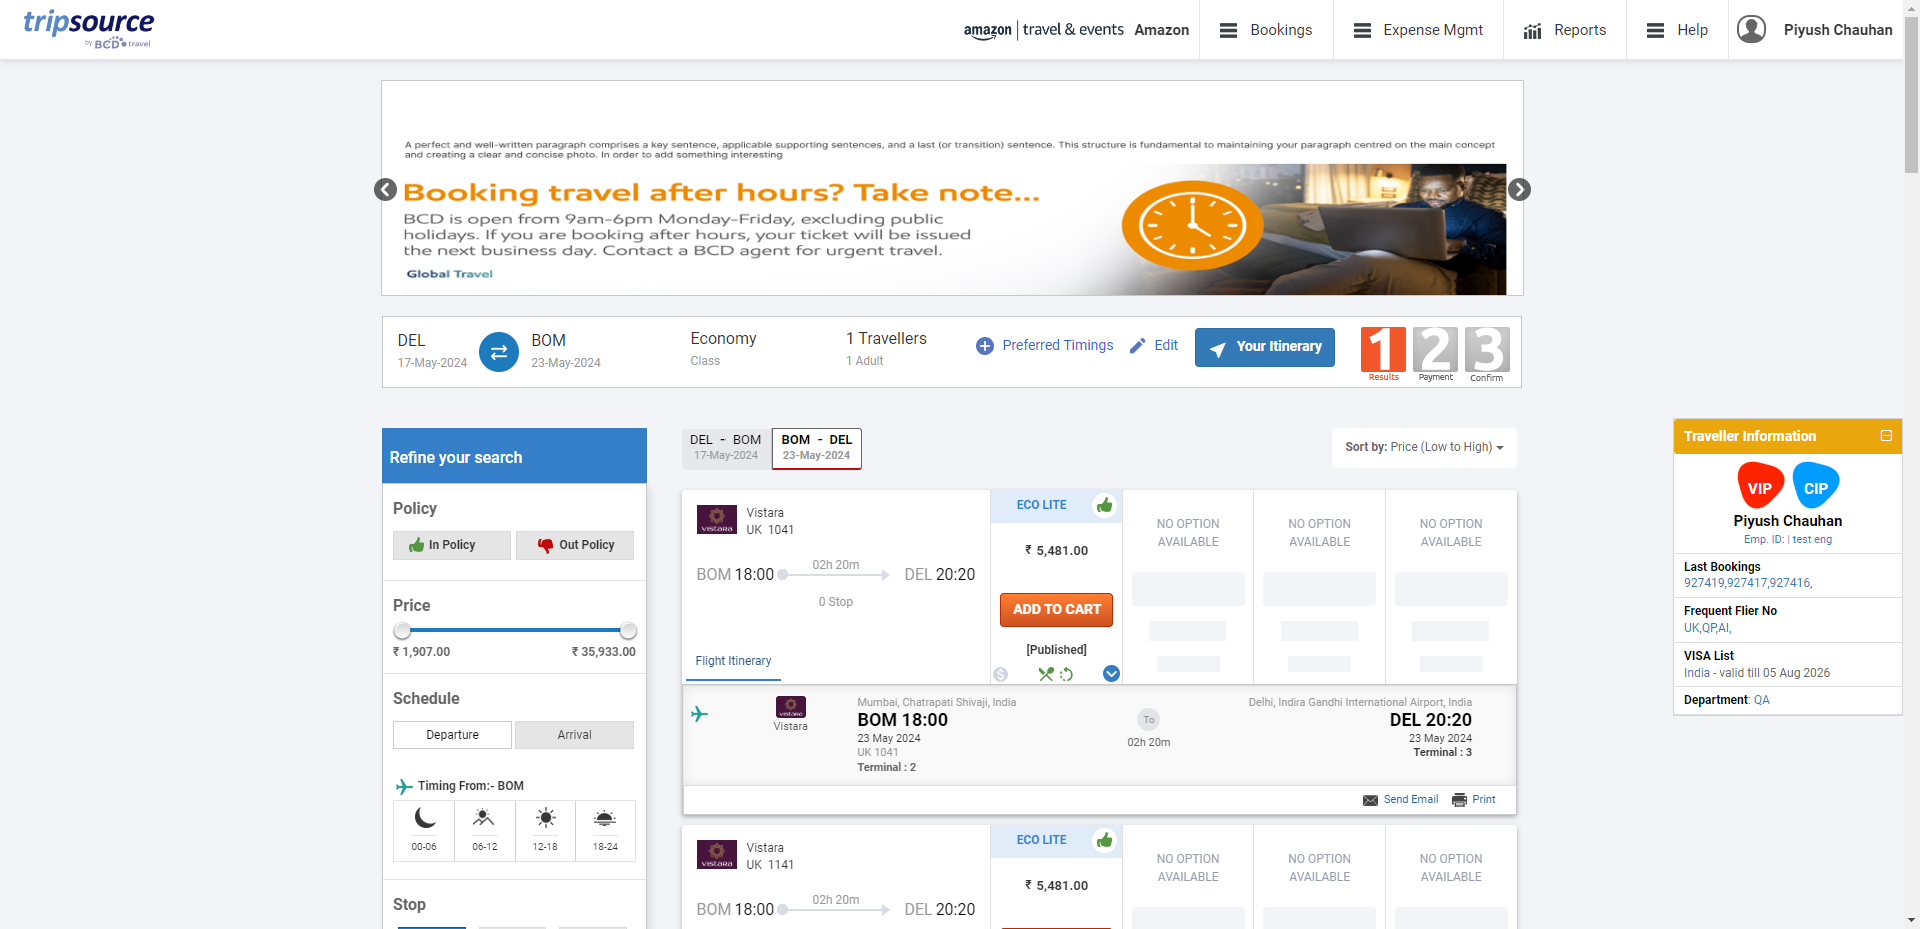 tripsource
by BCD travel
amazon | travel & events Amazon
Bookings
Expense Mgmt
Reports
Help
Piyush Chauhan
A perfect and well-written paragraph comprises a key sentence, applicable supporting sentences, and a last (or transition) sentence. This structure is fundamental to maintaining your paragraph centred on the main concept
and creating a clear and concise photo. In order to add something interesting
Booking travel after hours? Take note...
BCD is open from 9am-6pm Monday-Friday, excluding public
holidays. If you are booking after hours, your ticket will be issued
the next business day. Contact a BCD agent for urgent travel.
Global Travel
DEL
17-May-2024
BOM
23-May-2024
Economy
Class
1 Travellers
1 Adult
Preferred Timings
Edit
Your Itinerary
1 2 3
Results Payment Confirm
Refine your search
Policy
In Policy
Out Policy
Price
₹ 1,907.00
₹ 35,933.00
Schedule
Departure
Arrival
Timing From:- BOM
00-06
06-12
12-18
18-24
Stop
DEL - BOM
17-May-2024
BOM - DEL
23-May-2024
Sort by: Price (Low to High)
VISTARA
Vistara
UK 1041
BOM 18:00
02h 20m
DEL 20:20
0 Stop
Flight Itinerary
ECO LITE
₹ 5,481.00
ADD TO CART
[Published]
NO OPTION
AVAILABLE
NO OPTION
AVAILABLE
NO OPTION
AVAILABLE
VISTARA
Vistara
Mumbai, Chatrapati Shivaji, India
BOM 18:00
23 May 2024
UK 1041
Terminal : 2
To
02h 20m
Delhi, Indira Gandhi International Airport, India
DEL 20:20
23 May 2024
Terminal : 3
Send Email
Print
VISTARA
Vistara
UK 1141
BOM 18:00
02h 20m
DEL 20:20
ECO LITE
₹ 5,481.00
NO OPTION
AVAILABLE
NO OPTION
AVAILABLE
NO OPTION
AVAILABLE
Traveller Information
VIP
CIP
Piyush Chauhan
Emp. ID: | test eng
Last Bookings
927419,927417,927416,
Frequent Flier No
UK,QP,AI,
VISA List
India - valid till 05 Aug 2026
Department: QA